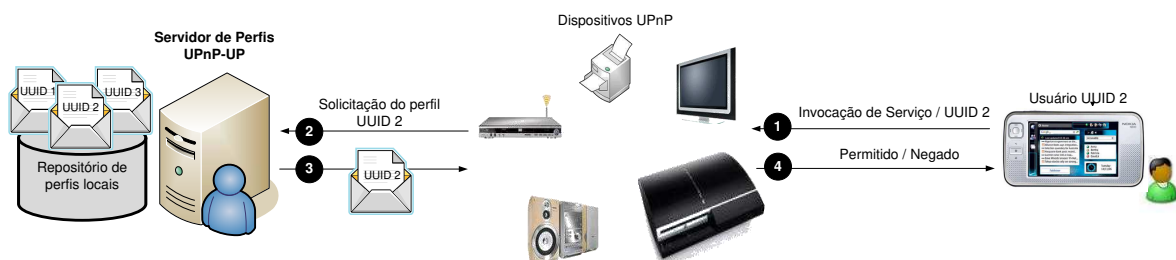 Dispositivos UPnP
Servidor de Perfis
UPnP-UP
UUID 1
UUID 2
UUID 3
Repositório de
perfis locais
Solicitação do perfil
UUID 2
2
3
UUID 2
Invocação de Serviço / UUID 2
1
4
Permitido / Negado
Usuário UUID 2